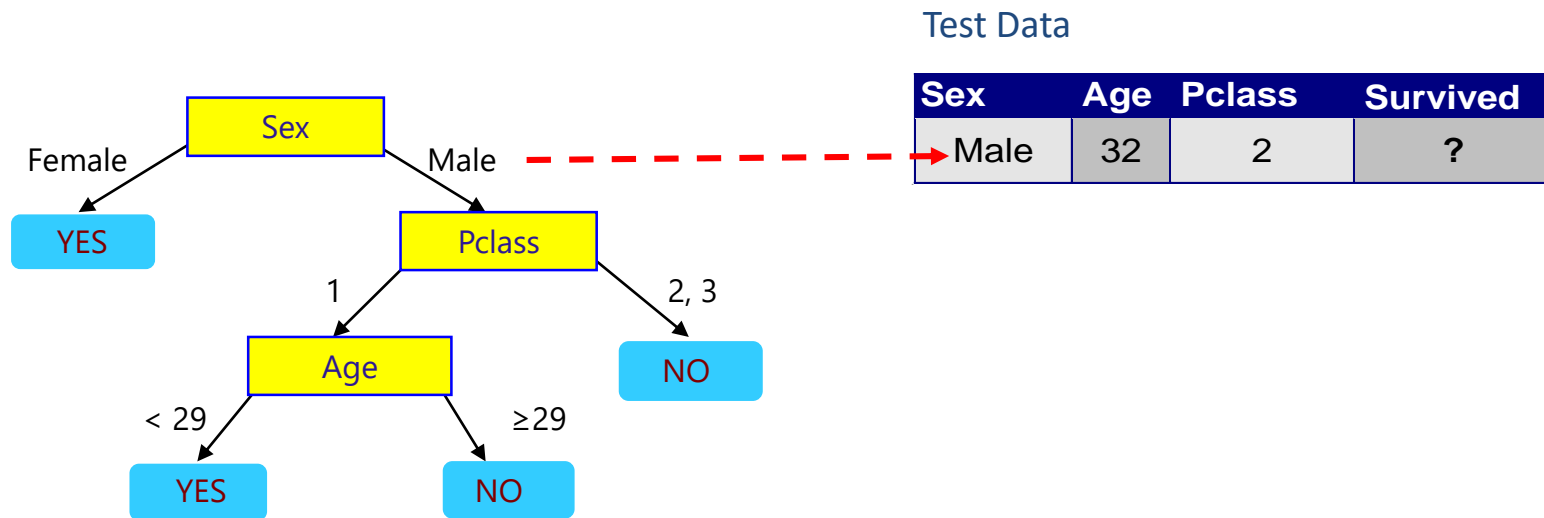 Test Data
Sex Age Pclass Survived
Male 32 2 ?
Sex
Female Male
YES Pclass
1 2, 3
Age NO
< 29 ≥29
YES NO